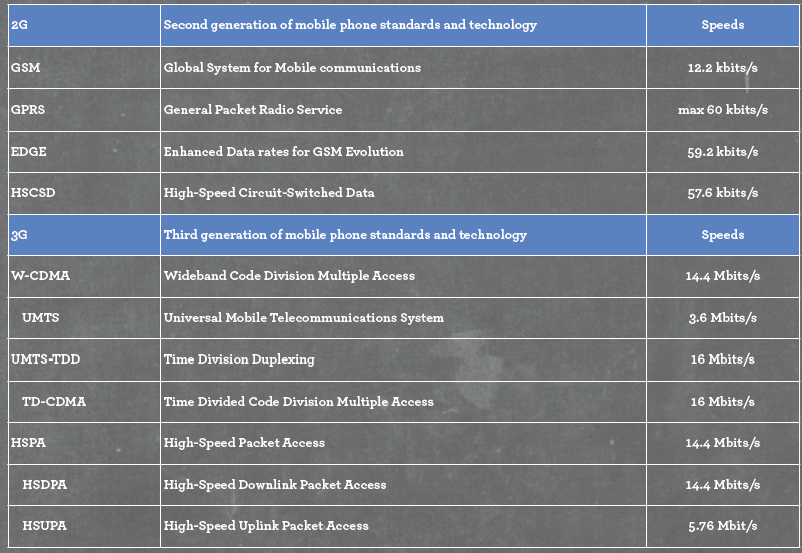 2G Second generation of mobile phone standards and technology Speeds
GSM Global System for Mobile communications 12.2 kbits/s
GPRS General Packet Radio Service max 60 kbits/s
EDGE Enhanced Data rates for GSM Evolution 59.2 kbits/s
HSCSD High-Speed Circuit-Switched Data 57.6 kbits/s
3G Third generation of mobile phone standards and technology Speeds
W-CDMA Wideband Code Division Multiple Access 14.4 Mbits/s
UMTS Universal Mobile Telecommunications System 3.6 Mbits/s
UMTS-TDD Time Division Duplexing 16 Mbits/s
TD-CDMA Time Divided Code Division Multiple Access 16 Mbits/s
HSPA High-Speed Packet Access 14.4 Mbits/s
HSDPA High-Speed Downlink Packet Access 14.4 Mbits/s
HSUPA High-Speed Uplink Packet Access 5.76 Mbit/s